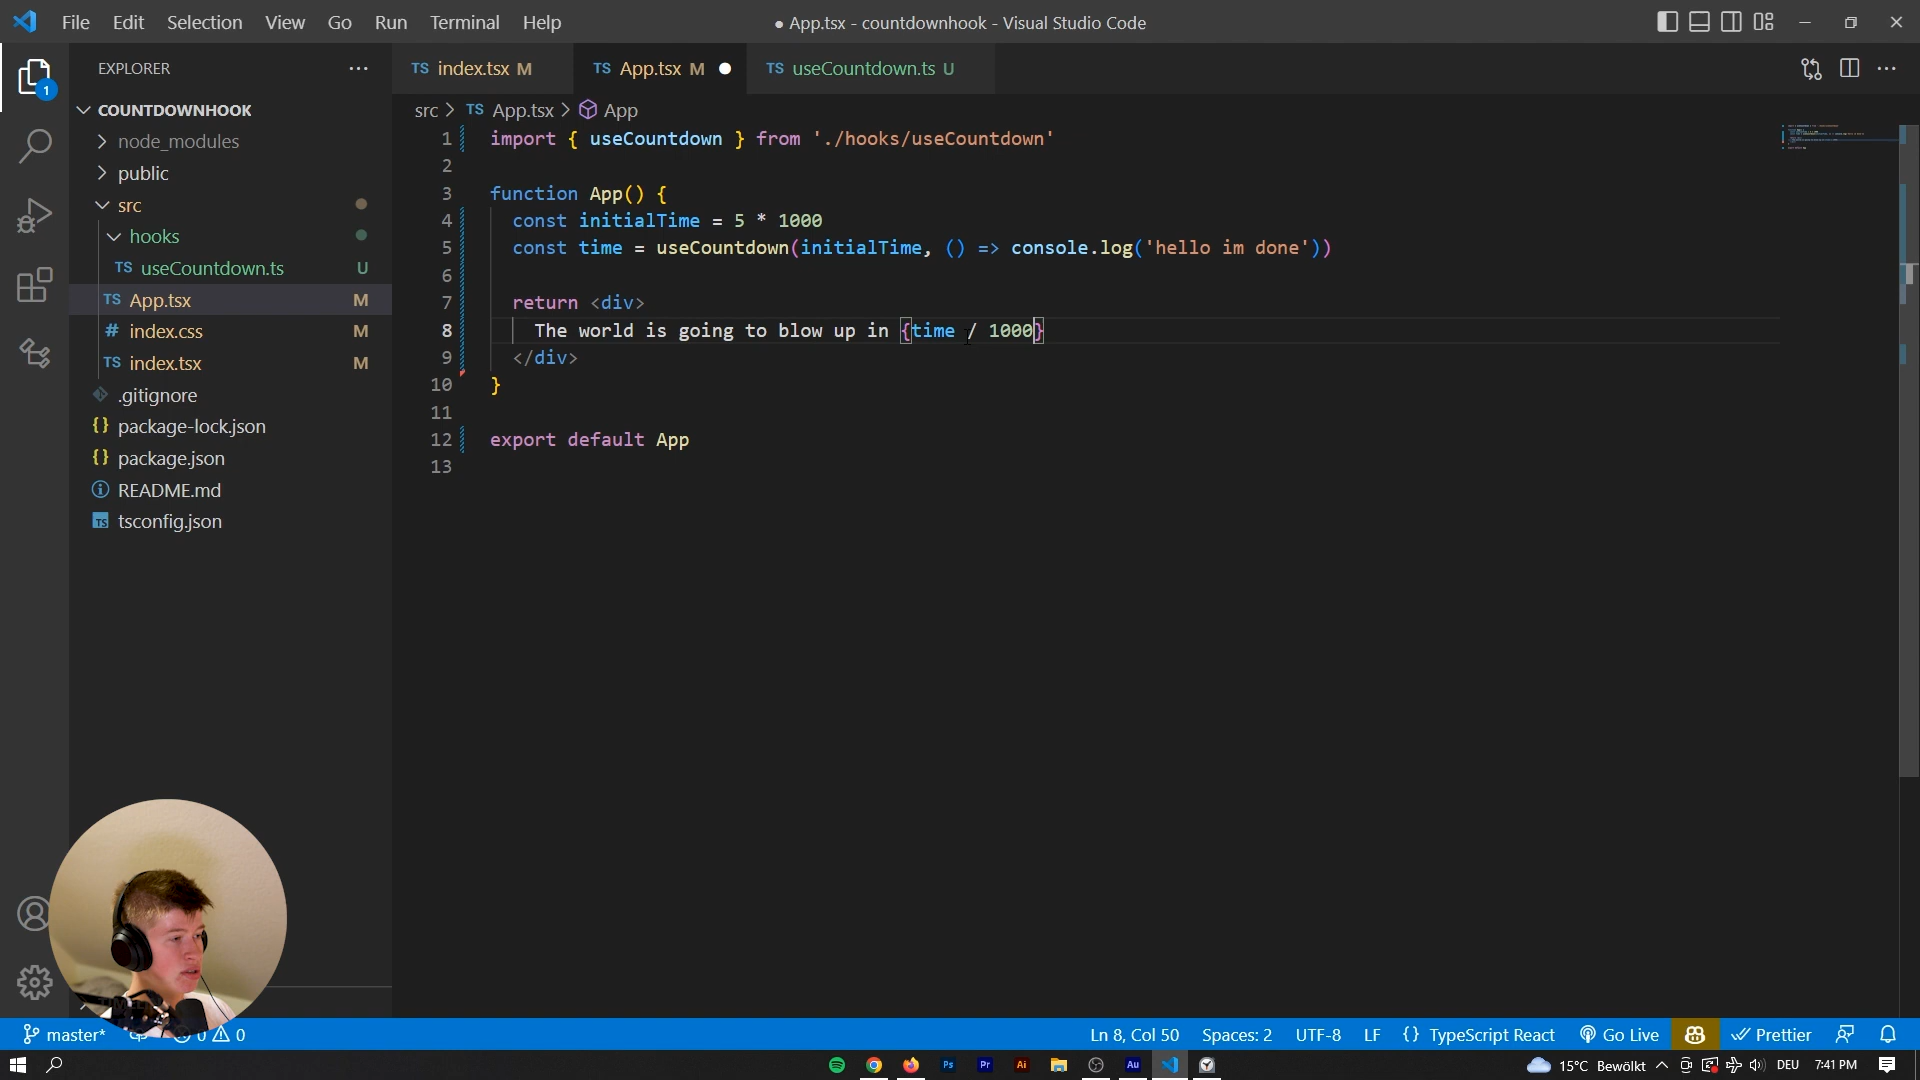 File Edit Selection View Go Run Terminal Help
● App.tsx - countdownhook - Visual Studio Code
EXPLORER
1
TS index.tsx M
TS App.tsx M
TS useCountdown.ts U
COUNTDOWNHOOK
node_modules
public
src
hooks
TS useCountdown.ts U
TS App.tsx M
# index.css M
TS index.tsx M
.gitignore
{} package-lock.json
{} package.json
README.md
TS tsconfig.json
src > TS App.tsx > App
1 import { useCountdown } from './hooks/useCountdown'
2
3 function App() {
4 const initialTime = 5 * 1000
5 const time = useCountdown(initialTime, () => console.log('hello im done'))
6
7 return <div>
8 The world is going to blow up in {time / 1000}
9 </div>
10 }
11
12 export default App
13
master* 0 0
Ln 8, Col 50 Spaces: 2 UTF-8 LF {} TypeScript React Go Live Prettier
Ps Pr Ai Au
15°C Bewölkt DEU 7:41 PM